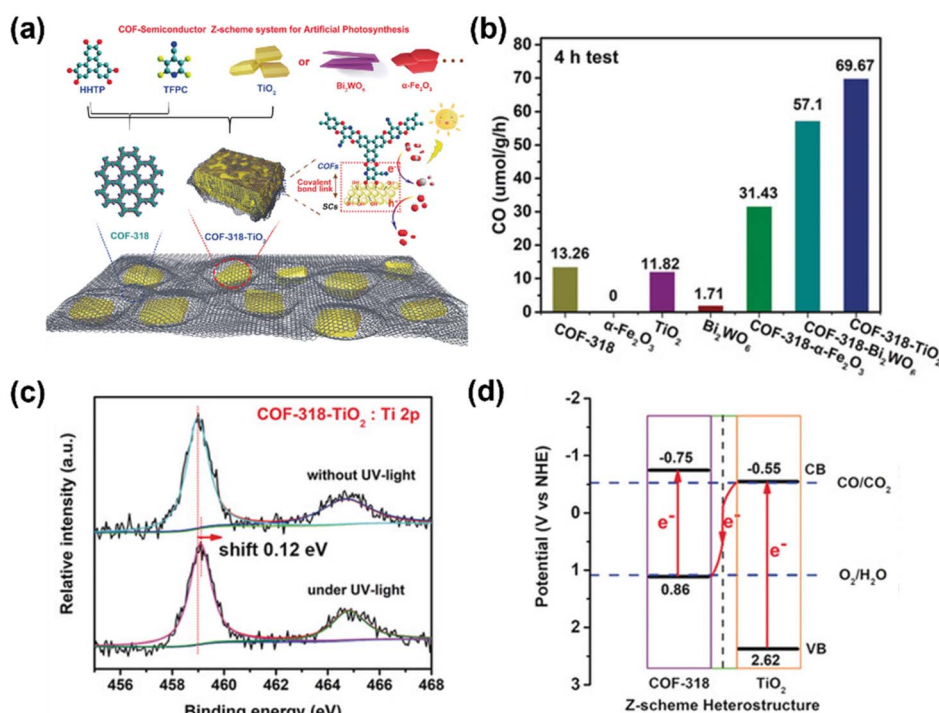 (a)
COF-Semiconductor Z-scheme system for Artificial Photosynthesis
HHTP
TFPC
TiO₂
or
Bi₂WO₆
α-Fe₂O₃
COFs
Covalent
bond link
SCs
e⁻
h⁺
COF-318
COF-318-TiO₂
(b)
4 h test
CO (umol/g/h)
80
70
60
50
40
30
20
10
0
13.26
0
11.82
1.71
31.43
57.1
69.67
COF-318
α-Fe₂O₃
TiO₂
Bi₂WO₆
COF-318-α-Fe₂O₃
COF-318-Bi₂WO₆
COF-318-TiO₂
(c)
COF-318-TiO₂ : Ti 2p
Relative intensity (a.u.)
without UV-light
shift 0.12 eV
under UV-light
456 458 460 462 464 466 468
Binding energy (eV)
(d)
Potential (V vs NHE)
-2
-1
0
1
2
3
-0.75
-0.55
CB
CO/CO₂
e⁻
e⁻
e⁻
O₂/H₂O
0.86
2.62
VB
COF-318
TiO₂
Z-scheme Heterostructure